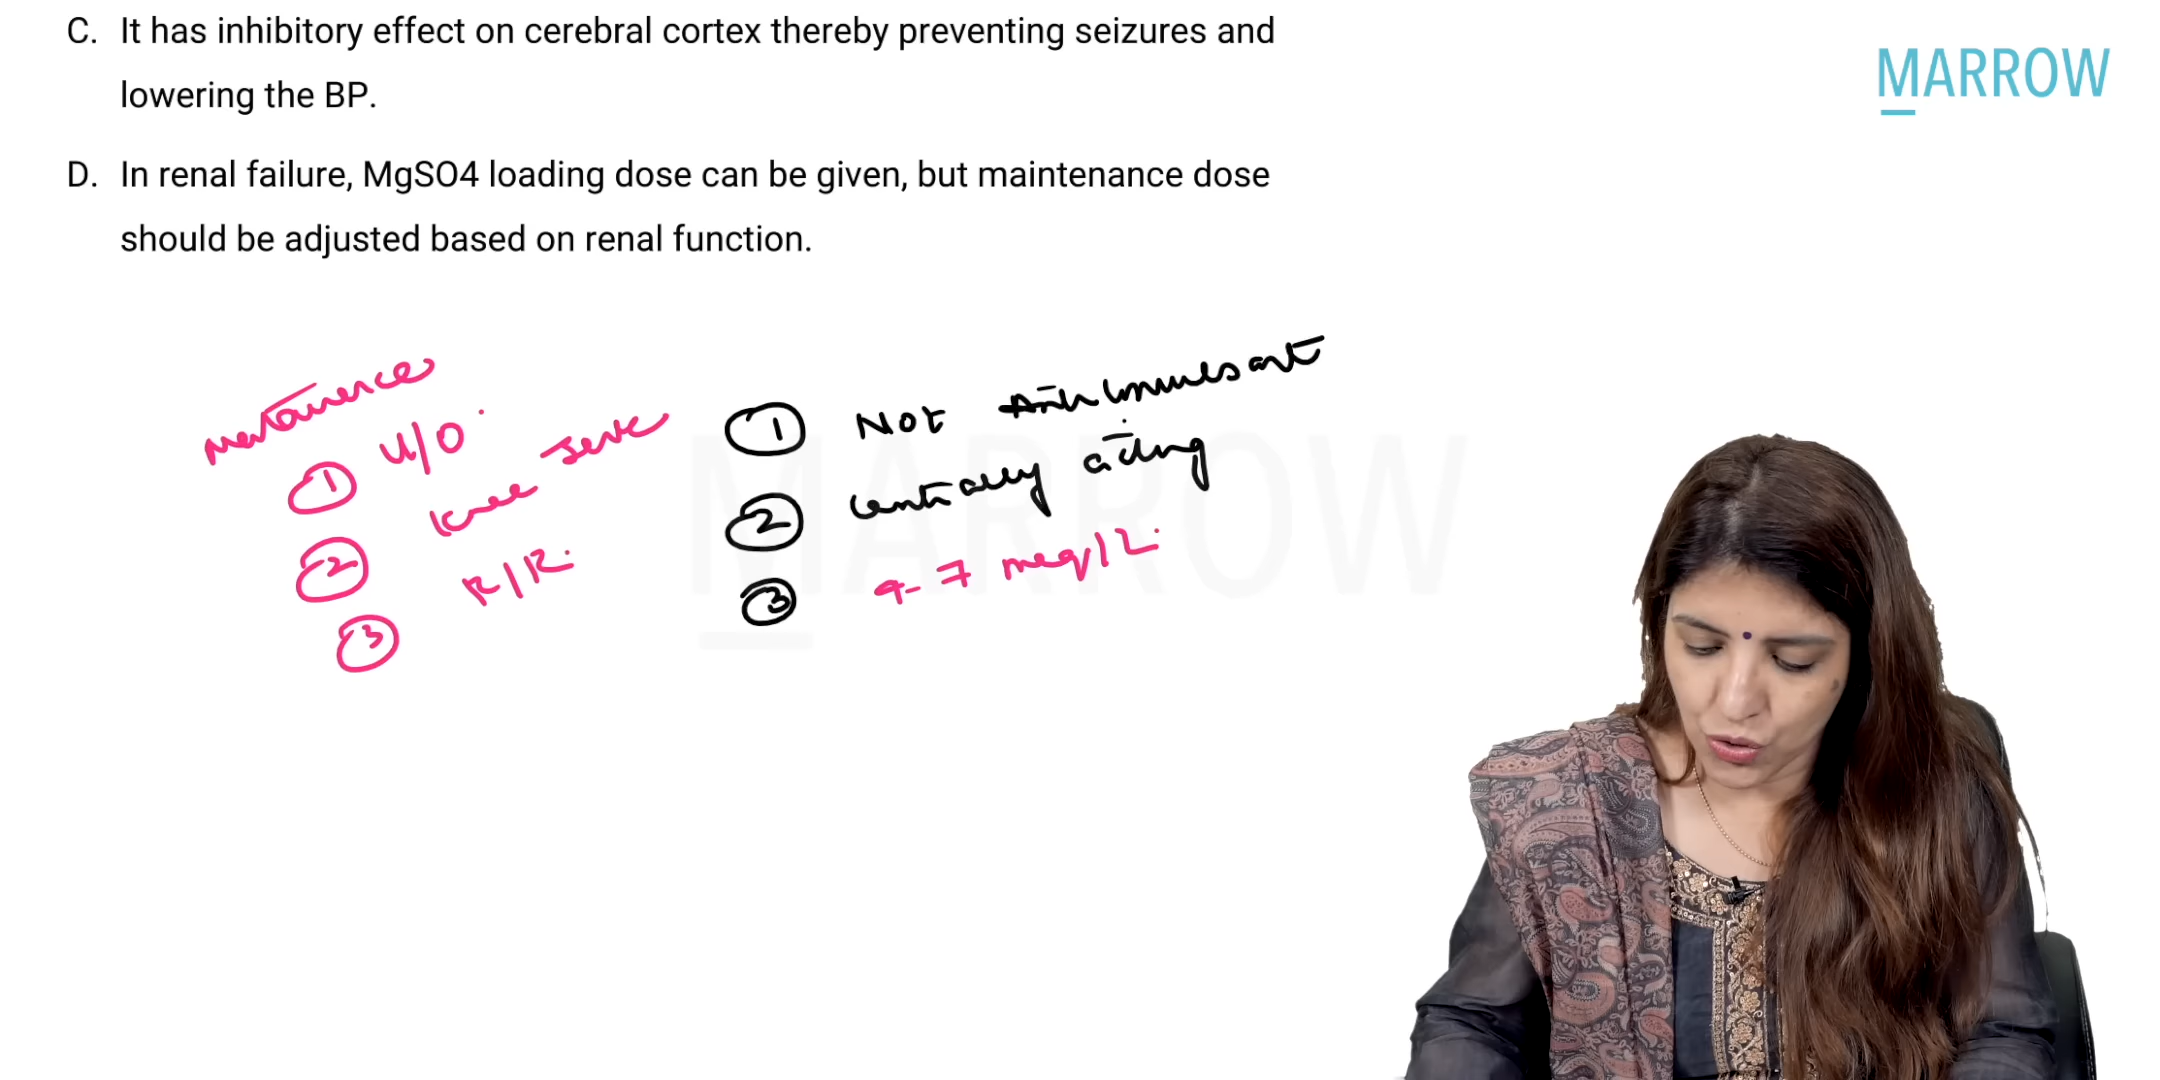 C. It has inhibitory effect on cerebral cortex thereby preventing seizures and
lowering the BP.
MARROW
D. In renal failure, MgSO4 loading dose can be given, but maintenance dose
should be adjusted based on renal function.
1 U/O.
2 Knee Jerk
3 R/R.
1 Not
2 Centrally acting
3 4-7 meq/L.
MARROW